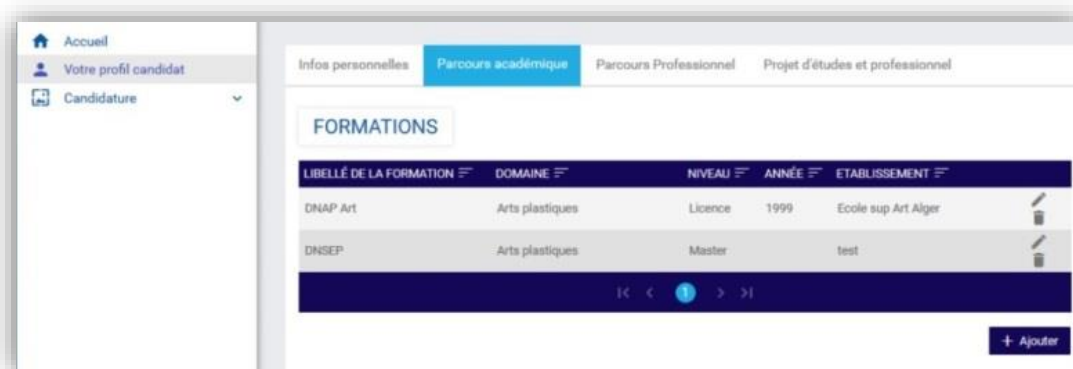 Accueil
Votre profil candidat
Candidature
Infos personnelles Parcours académique Parcours Professionnel Projet d'études et professionnel
FORMATIONS
LIBELLÉ DE LA FORMATION DOMAINE NIVEAU ANNÉE ETABLISSEMENT
DNAP Art Arts plastiques Licence 1999 Ecole sup Art Alger
DNSEP Arts plastiques Master test
1
+ Ajouter